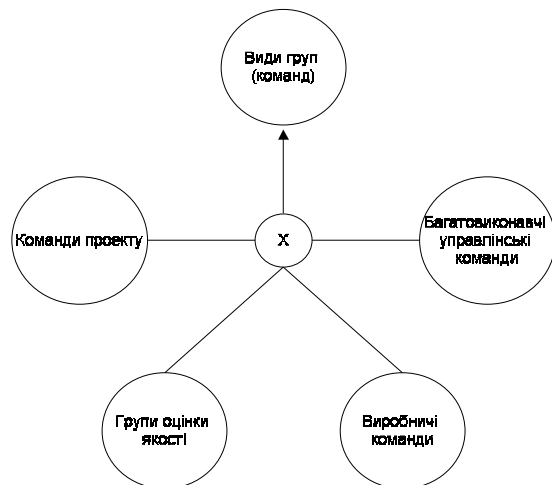 Види груп
(команд)
Команди проекту
X
Багатовиконавчі
управлінські
команди
Групи оцінки
якості
Виробничі
команди